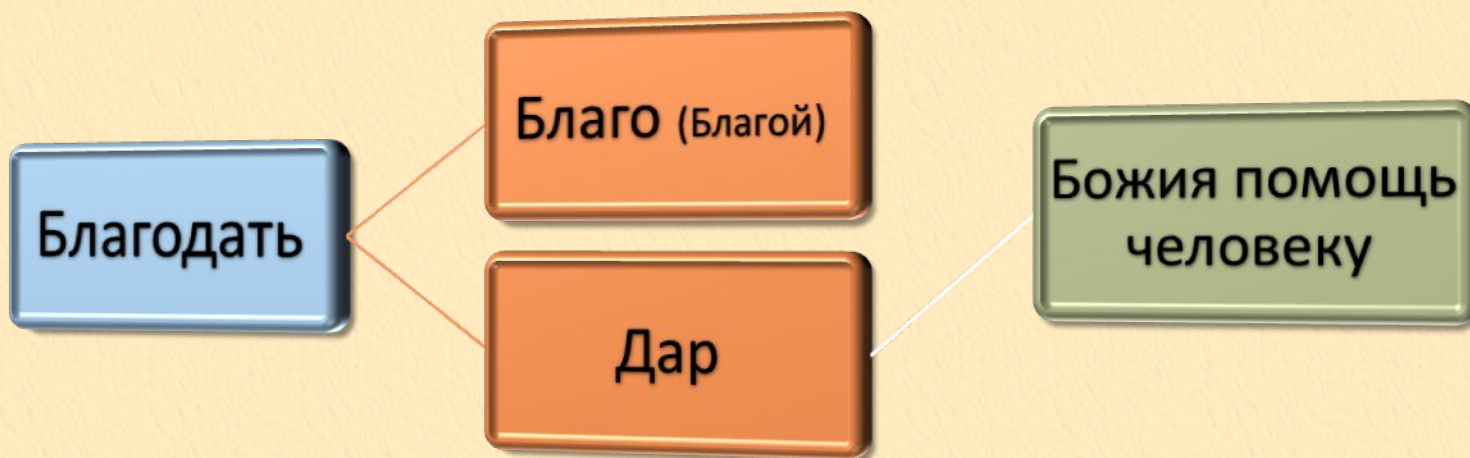 Благодать
Благо (Благой)
Дар
Божия помощь
человеку